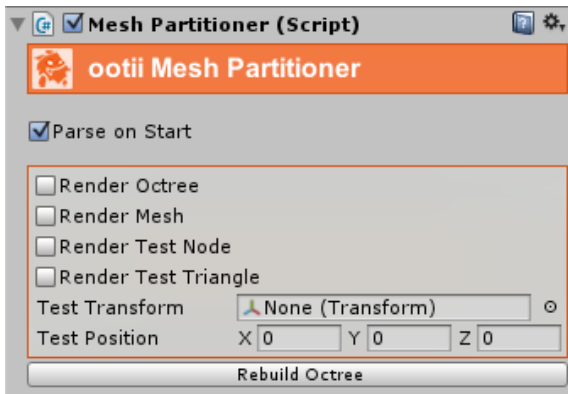 Mesh Partitioner (Script)
ootii Mesh Partitioner
Parse on Start
Render Octree
Render Mesh
Render Test Node
Render Test Triangle
Test Transform None (Transform)
Test Position X 0 Y 0 Z 0
Rebuild Octree